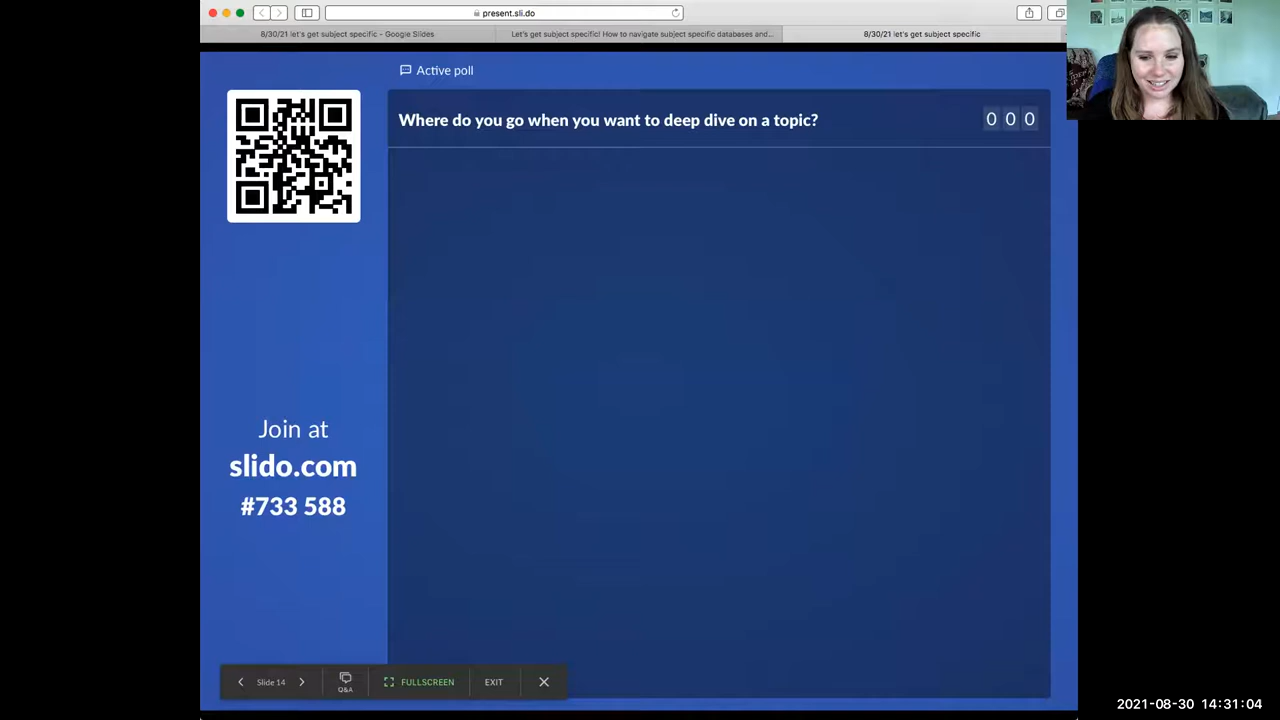 present.sli.do
8/30/21 let's get subject specific - Google Slides
Let's get subject specific! How to navigate subject specific databases and...
8/30/21 let's get subject specific
Active poll
Where do you go when you want to deep dive on a topic?
0 0 0
Join at
slido.com
#733 588
Slide 14
Q&A
FULLSCREEN
EXIT
2021-08-30 14:31:04